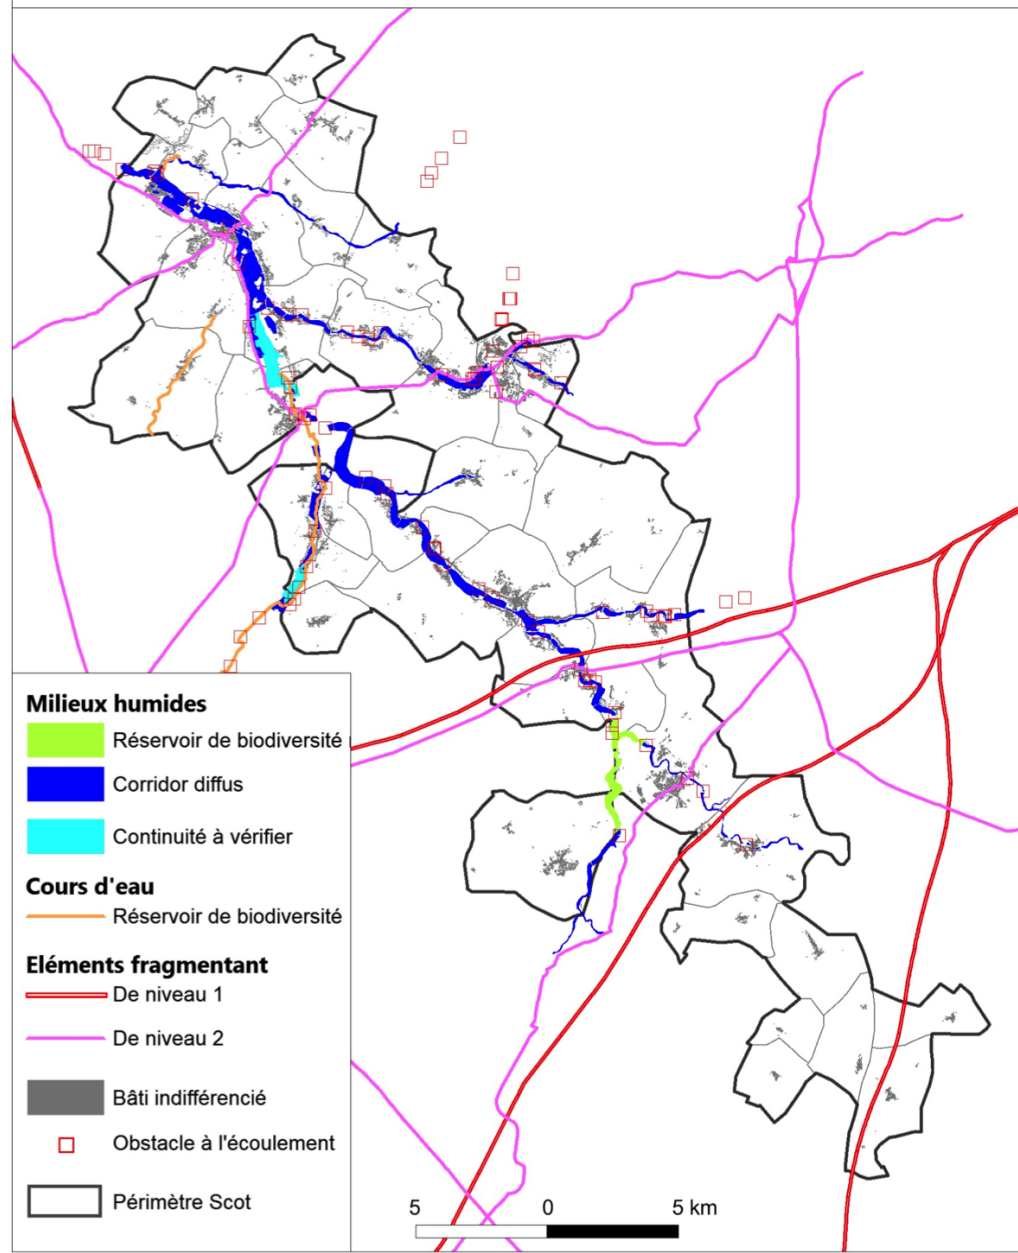 Milieux humides
Réservoir de biodiversité
Corridor diffus
Continuité à vérifier
Cours d'eau
Réservoir de biodiversité
Eléments fragmentant
De niveau 1
De niveau 2
Bâti indifférencié
Obstacle à l'écoulement
Périmètre Scot
5 0 5 km